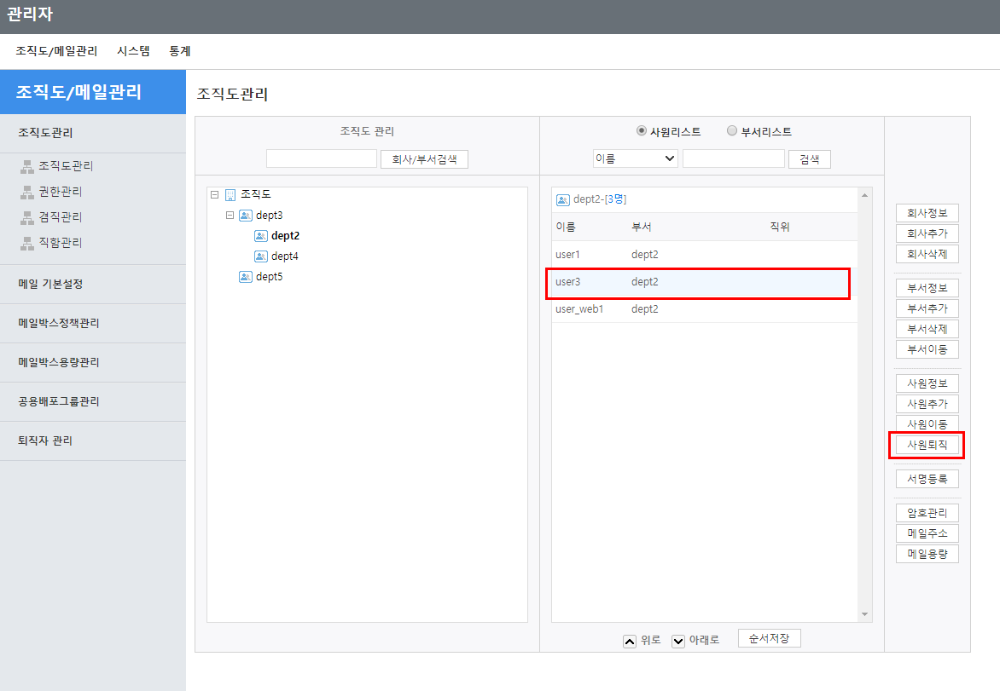 관리자
조직도/메일관리 시스템 통계
조직도/메일관리
조직도관리
조직도관리
권한관리
겸직관리
직함관리
메일 기본설정
메일박스정책관리
메일박스용량관리
공용배포그룹관리
퇴직자 관리
조직도관리
조직도 관리
회사/부서검색
조직도
dept3
dept2
dept4
dept5
사원리스트 부서리스트
이름 검색
dept2-[3명]
이름 부서 직위
user1 dept2
user3 dept2
user_web1 dept2
위로 아래로 순서저장
회사정보
회사추가
회사삭제
부서정보
부서추가
부서삭제
부서이동
사원정보
사원추가
사원이동
사원퇴직
서명등록
암호관리
메일주소
메일용량